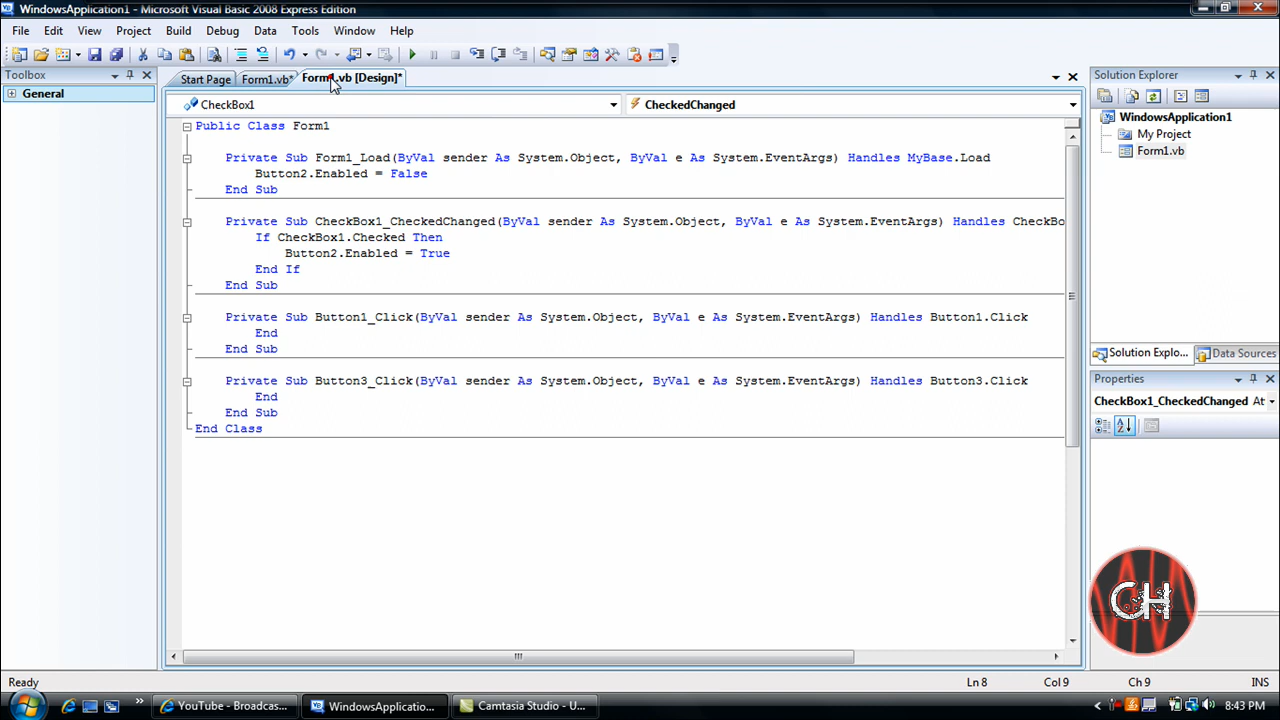 WindowsApplication1 - Microsoft Visual Basic 2008 Express Edition
File Edit View Project Build Debug Data Tools Window Help
Toolbox
General
Start Page
Form1.vb*
Form1.vb [Design]*
CheckBox1
CheckedChanged
Public Class Form1
Private Sub Form1_Load(ByVal sender As System.Object, ByVal e As System.EventArgs) Handles MyBase.Load
Button2.Enabled = False
End Sub
Private Sub CheckBox1_CheckedChanged(ByVal sender As System.Object, ByVal e As System.EventArgs) Handles CheckBo
If CheckBox1.Checked Then
Button2.Enabled = True
End If
End Sub
Private Sub Button1_Click(ByVal sender As System.Object, ByVal e As System.EventArgs) Handles Button1.Click
End
End Sub
Private Sub Button3_Click(ByVal sender As System.Object, ByVal e As System.EventArgs) Handles Button3.Click
End
End Sub
End Class
Solution Explorer
WindowsApplication1
My Project
Form1.vb
Solution Explo...
Data Sources
Properties
CheckBox1_CheckedChanged At
CH
Ready
Ln 8
Col 9
Ch 9
INS
YouTube - Broadcas...
WindowsApplicatio...
Camtasia Studio - U...
8:43 PM